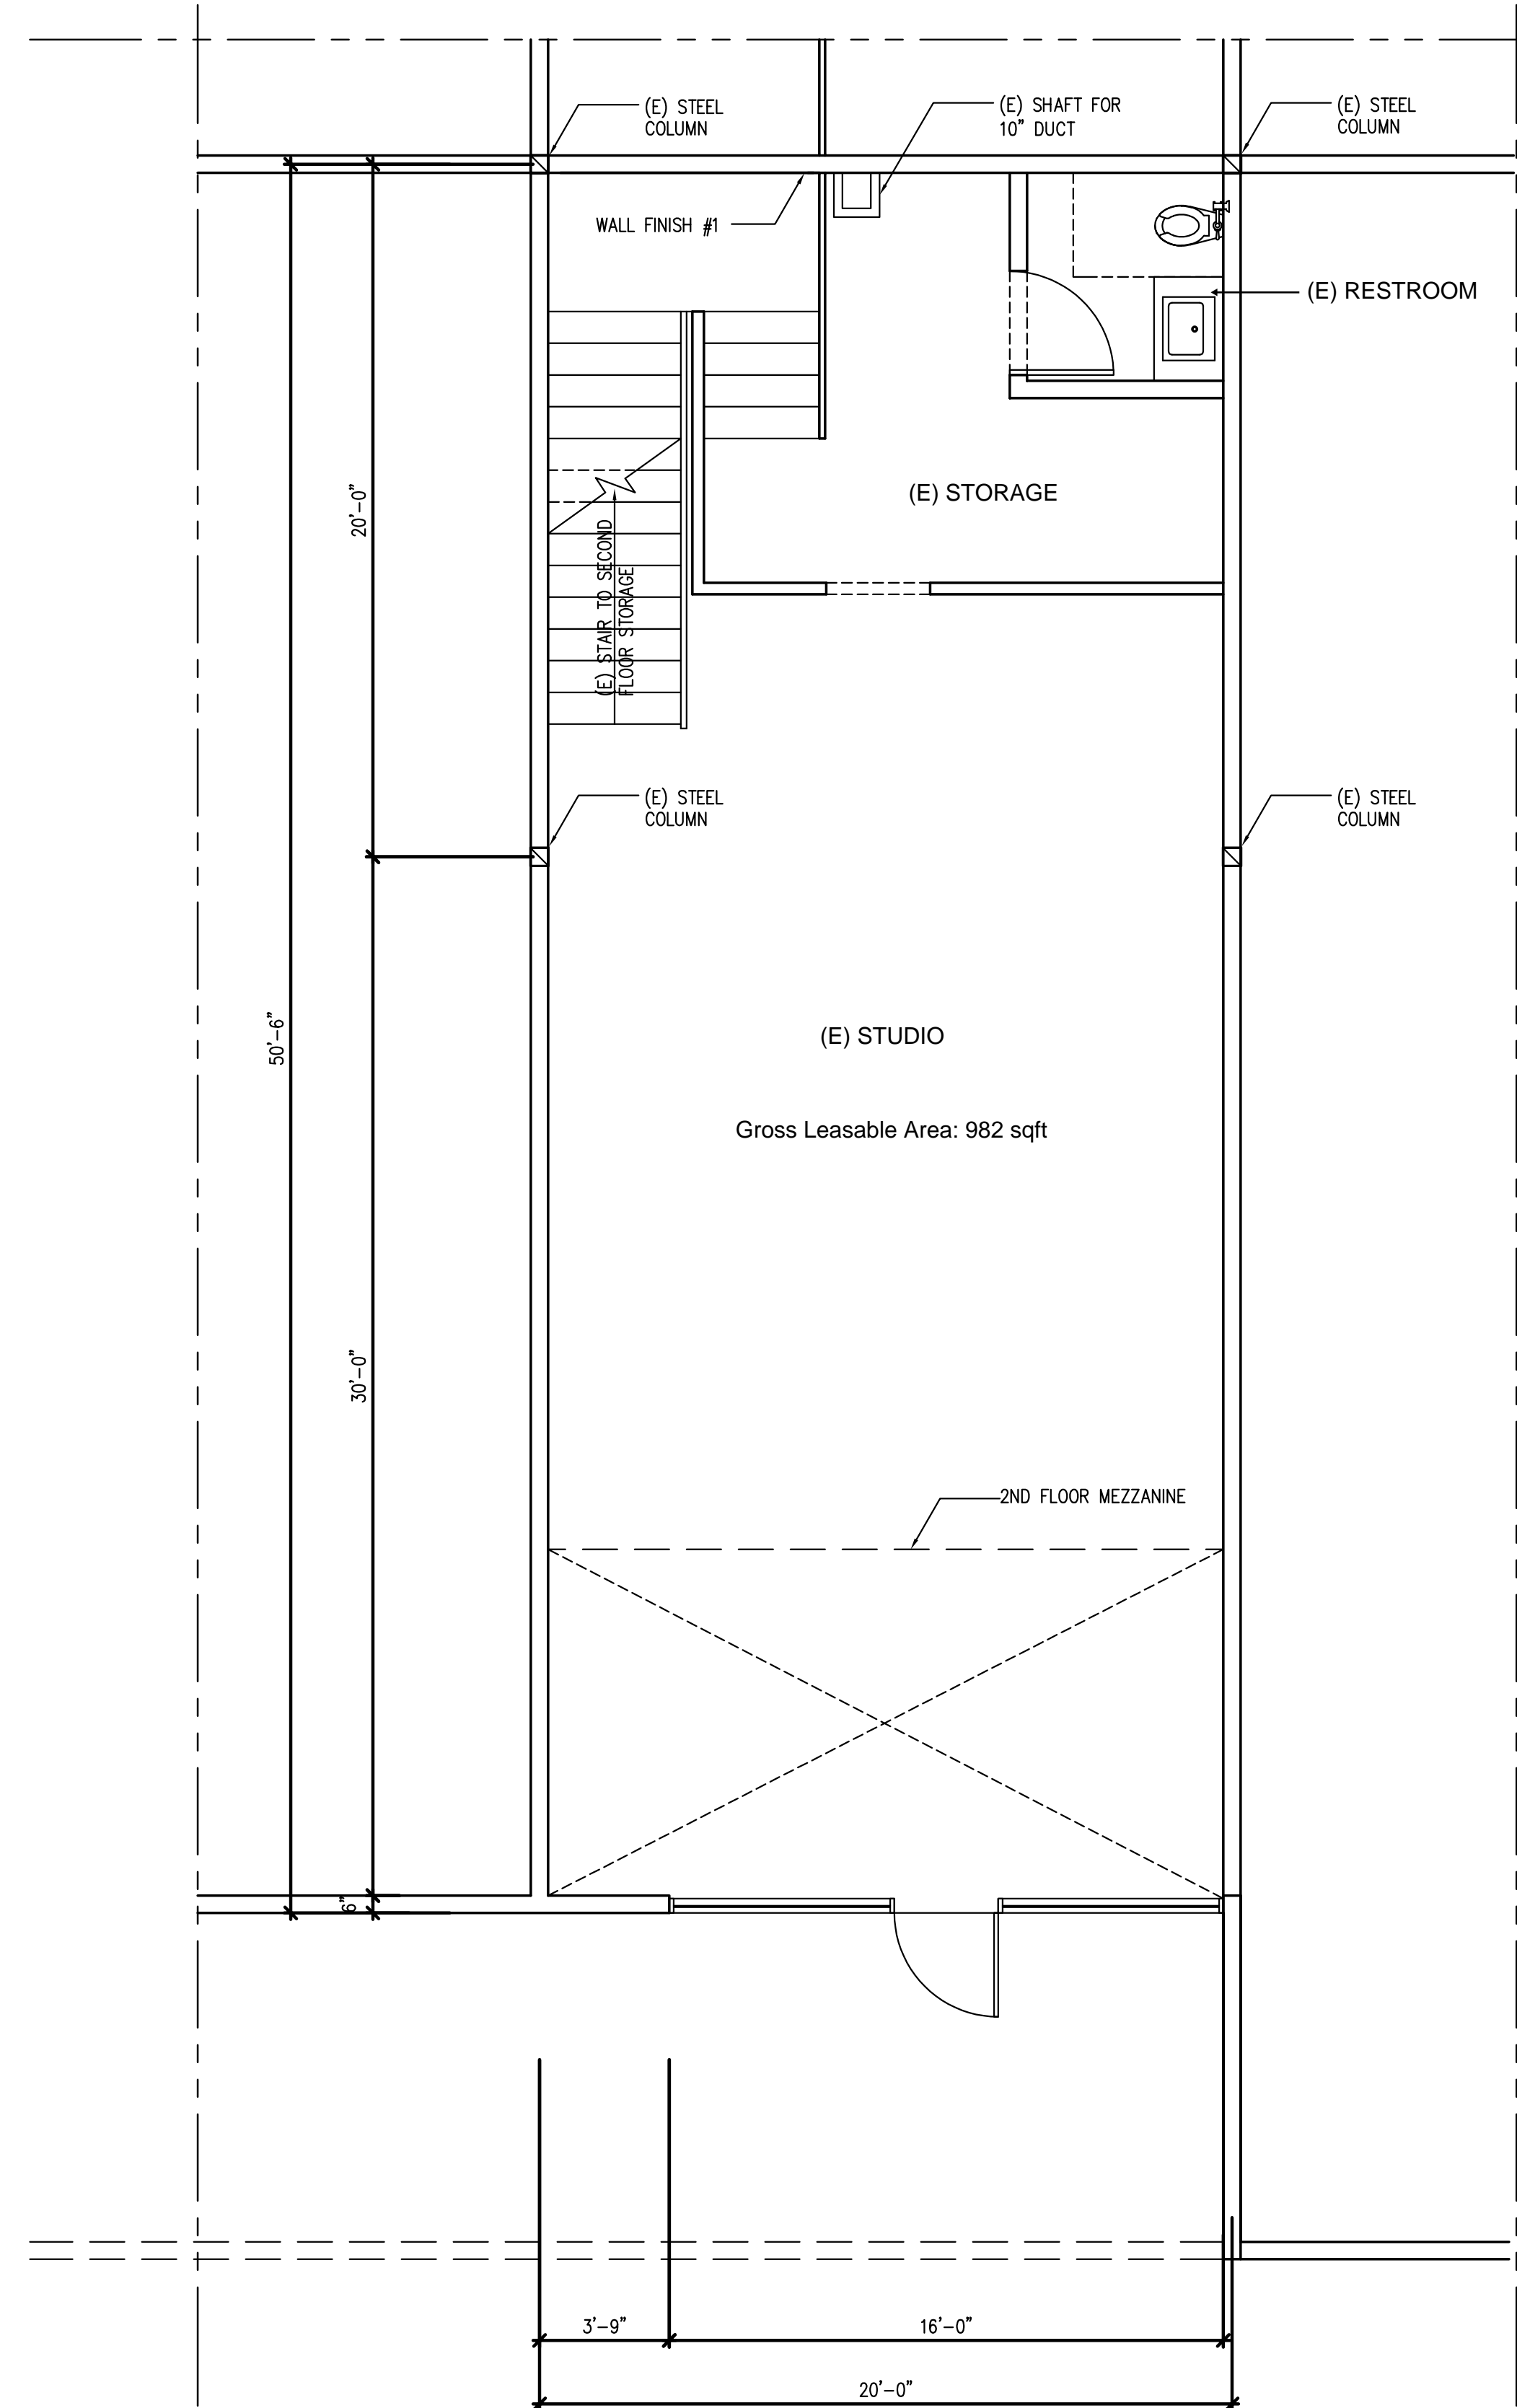 (E) STEEL
COLUMN
(E) SHAFT FOR
10" DUCT
(E) STEEL
COLUMN
WALL FINISH #1
(E) RESTROOM
(E) STORAGE
20'-0"
(E) STAIR TO SECOND
FLOOR STORAGE
(E) STEEL
COLUMN
(E) STEEL
COLUMN
50'-6"
(E) STUDIO
Gross Leasable Area: 982 sqft
30'-0"
2ND FLOOR MEZZANINE
6"
3'-9"
16'-0"
20'-0"